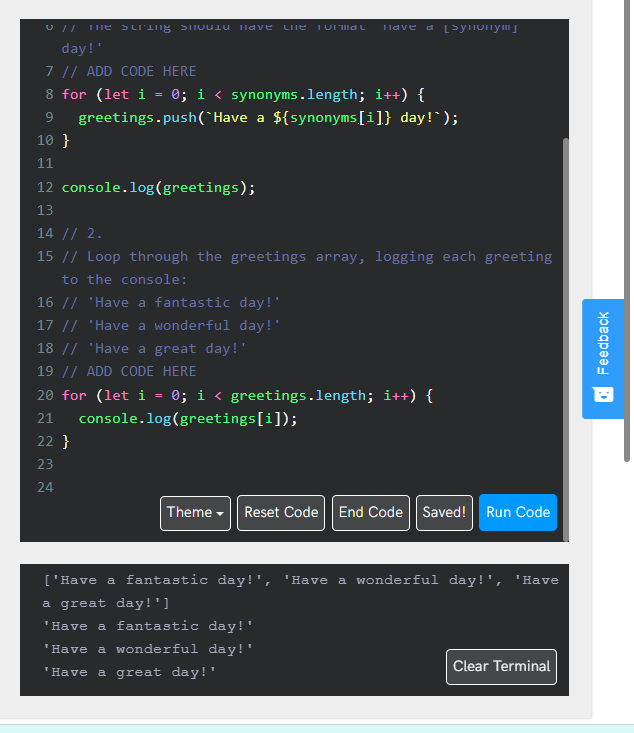 6 // The string should have the format 'Have a [synonym]
day!'
7 // ADD CODE HERE
8 for (let i = 0; i < synonyms.length; i++) {
9   greetings.push(`Have a ${synonyms[i]} day!`);
10 }
11
12 console.log(greetings);
13
14 // 2.
15 // Loop through the greetings array, logging each greeting
to the console:
16 // 'Have a fantastic day!'
17 // 'Have a wonderful day!'
18 // 'Have a great day!'
19 // ADD CODE HERE
20 for (let i = 0; i < greetings.length; i++) {
21   console.log(greetings[i]);
22 }
23
24
Theme Reset Code End Code Saved! Run Code
['Have a fantastic day!', 'Have a wonderful day!', 'Have
a great day!']
'Have a fantastic day!'
'Have a wonderful day!'
'Have a great day!'
Clear Terminal
Feedback